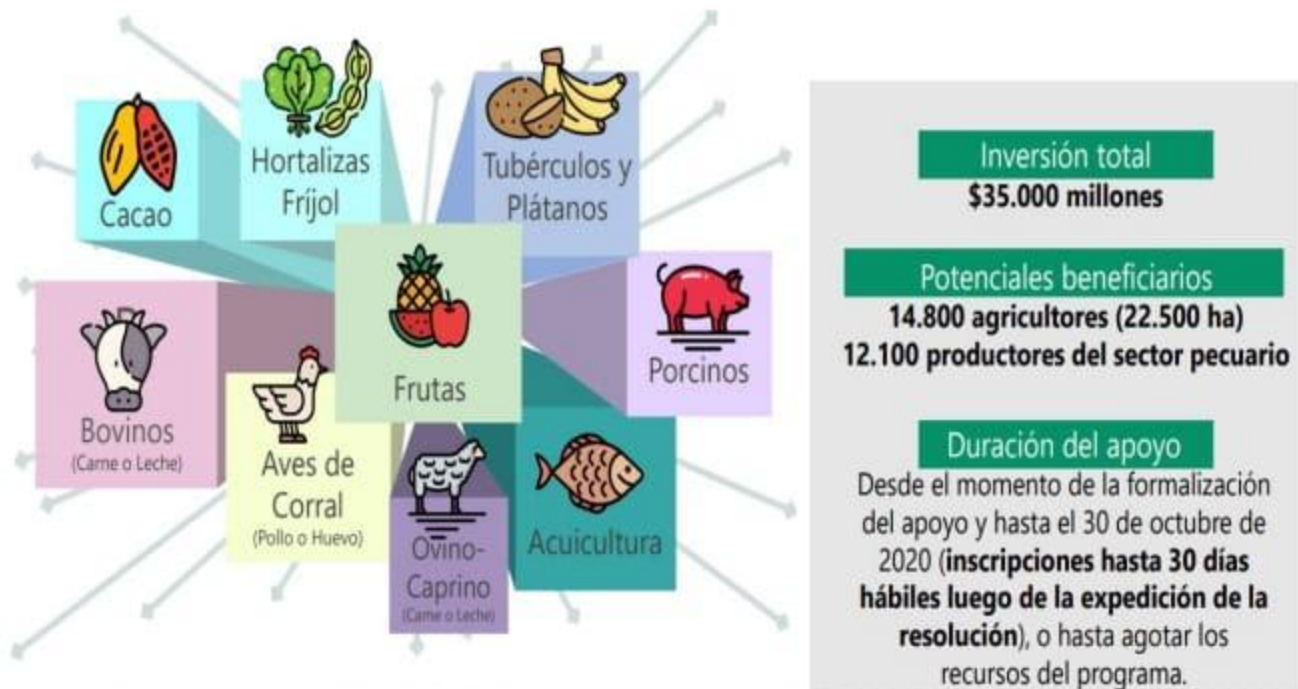 Cacao
Hortalizas
Fríjol
Tubérculos y
Plátanos
Frutas
Porcinos
Bovinos
(Carne o Leche)
Aves de
Corral
(Pollo o Huevo)
Ovino-
Caprino
(Carne o Leche)
Acuicultura
Inversión total
$35.000 millones
Potenciales beneficiarios
14.800 agricultores (22.500 ha)
12.100 productores del sector pecuario
Duración del apoyo
Desde el momento de la formalización
del apoyo y hasta el 30 de octubre de
2020 (inscripciones hasta 30 días
hábiles luego de la expedición de la
resolución), o hasta agotar los
recursos del programa.